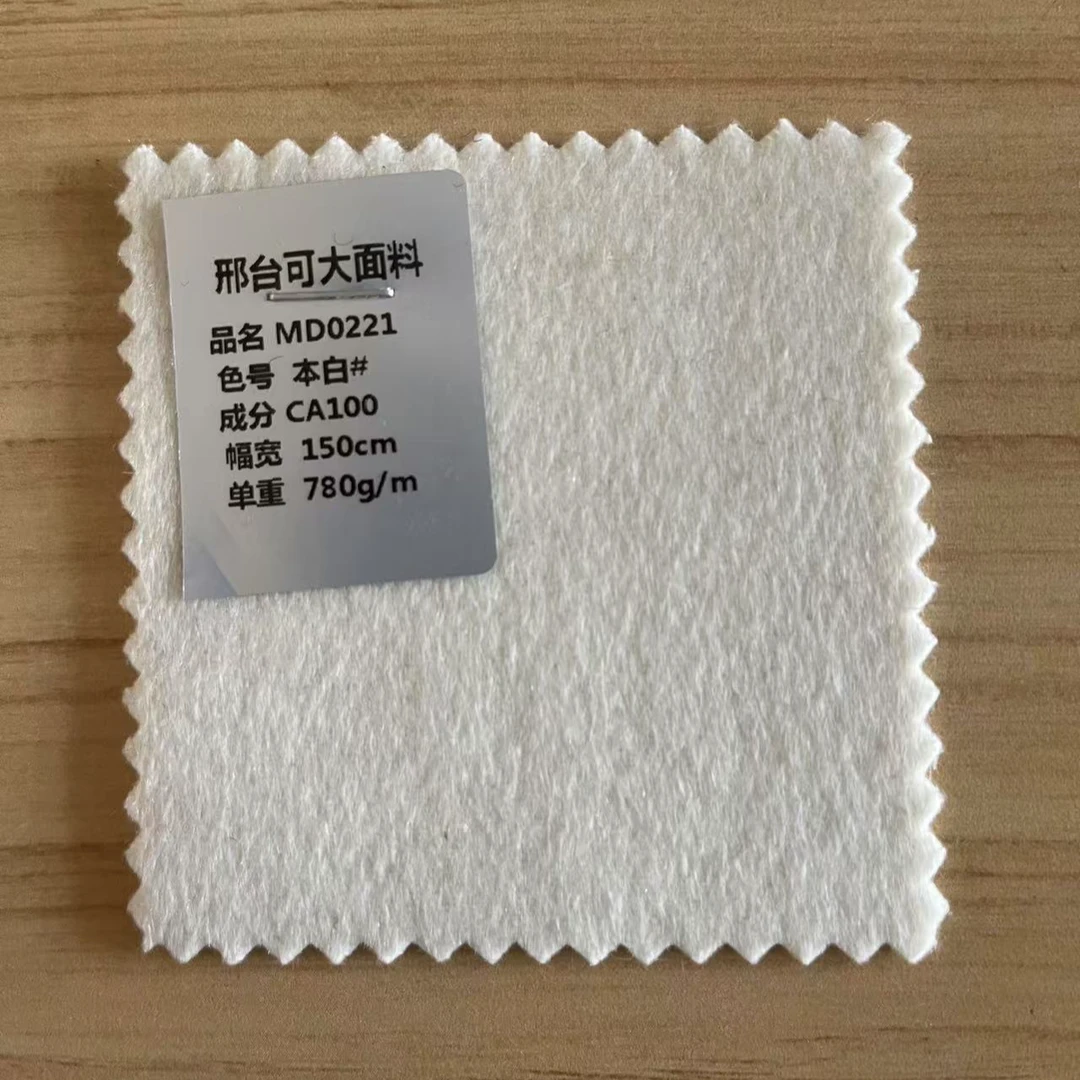 邢台可大面料
品名 MD0221
色号 本白#
成分 CA100
幅宽 150cm
单重 780g/m